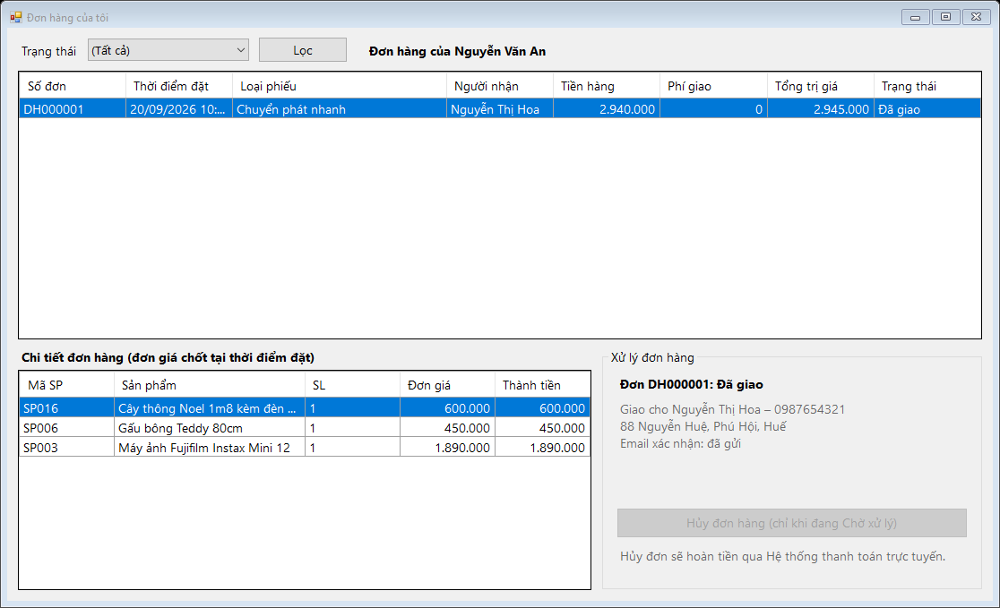 Đơn hàng của tôi
Trạng thái (Tất cả) Lọc Đơn hàng của Nguyễn Văn An
Số đơn Thời điểm đặt Loại phiếu Người nhận Tiền hàng Phí giao Tổng trị giá Trạng thái
DH000001 20/09/2026 10:... Chuyển phát nhanh Nguyễn Thị Hoa 2.940.000 0 2.945.000 Đã giao
Chi tiết đơn hàng (đơn giá chốt tại thời điểm đặt)
Mã SP Sản phẩm SL Đơn giá Thành tiền
SP016 Cây thông Noel 1m8 kèm đèn ... 1 600.000 600.000
SP006 Gấu bông Teddy 80cm 1 450.000 450.000
SP003 Máy ảnh Fujifilm Instax Mini 12 1 1.890.000 1.890.000
Xử lý đơn hàng
Đơn DH000001: Đã giao
Giao cho Nguyễn Thị Hoa – 0987654321
88 Nguyễn Huệ, Phú Hội, Huế
Email xác nhận: đã gửi
Hủy đơn hàng (chỉ khi đang Chờ xử lý)
Hủy đơn sẽ hoàn tiền qua Hệ thống thanh toán trực tuyến.